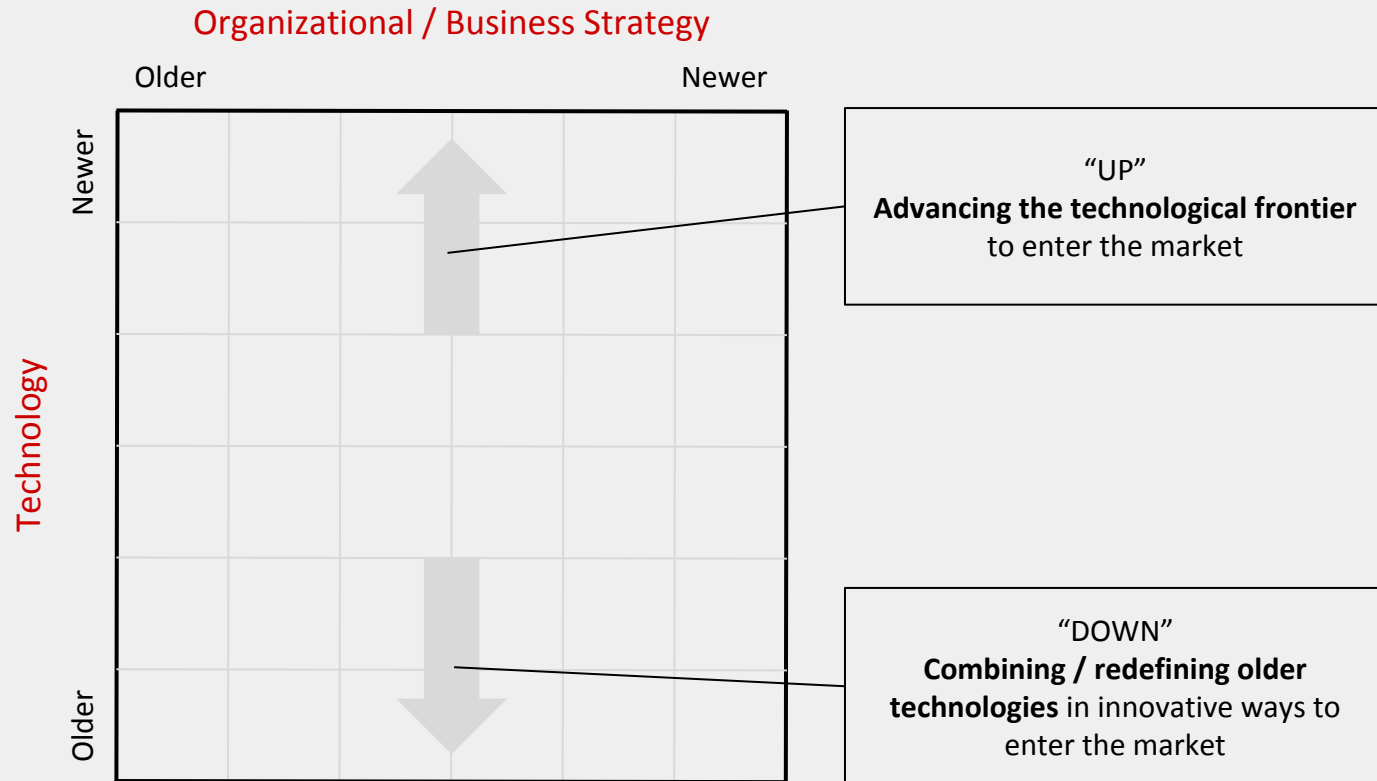 Organizational / Business Strategy
Older
Newer
Newer
Technology
Older
“UP”
Advancing the technological frontier
to enter the market
“DOWN”
Combining / redefining older
technologies in innovative ways to
enter the market